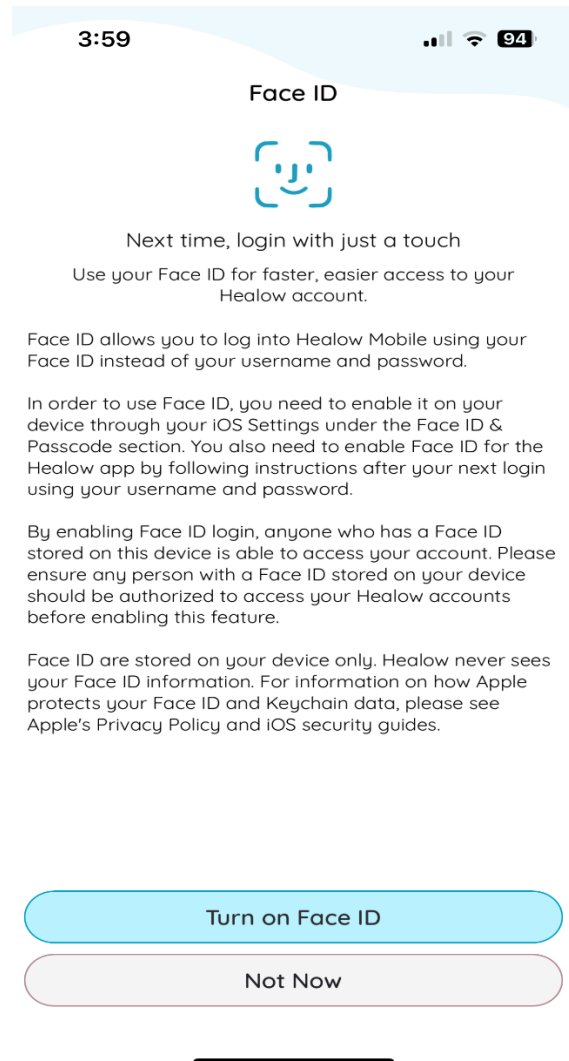 3:59
94
Face ID
Next time, login with just a touch
Use your Face ID for faster, easier access to your
Healow account.
Face ID allows you to log into Healow Mobile using your
Face ID instead of your username and password.
In order to use Face ID, you need to enable it on your
device through your iOS Settings under the Face ID &
Passcode section. You also need to enable Face ID for the
Healow app by following instructions after your next login
using your username and password.
By enabling Face ID login, anyone who has a Face ID
stored on this device is able to access your account. Please
ensure any person with a Face ID stored on your device
should be authorized to access your Healow accounts
before enabling this feature.
Face ID are stored on your device only. Healow never sees
your Face ID information. For information on how Apple
protects your Face ID and Keychain data, please see
Apple's Privacy Policy and iOS security guides.
Turn on Face ID
Not Now